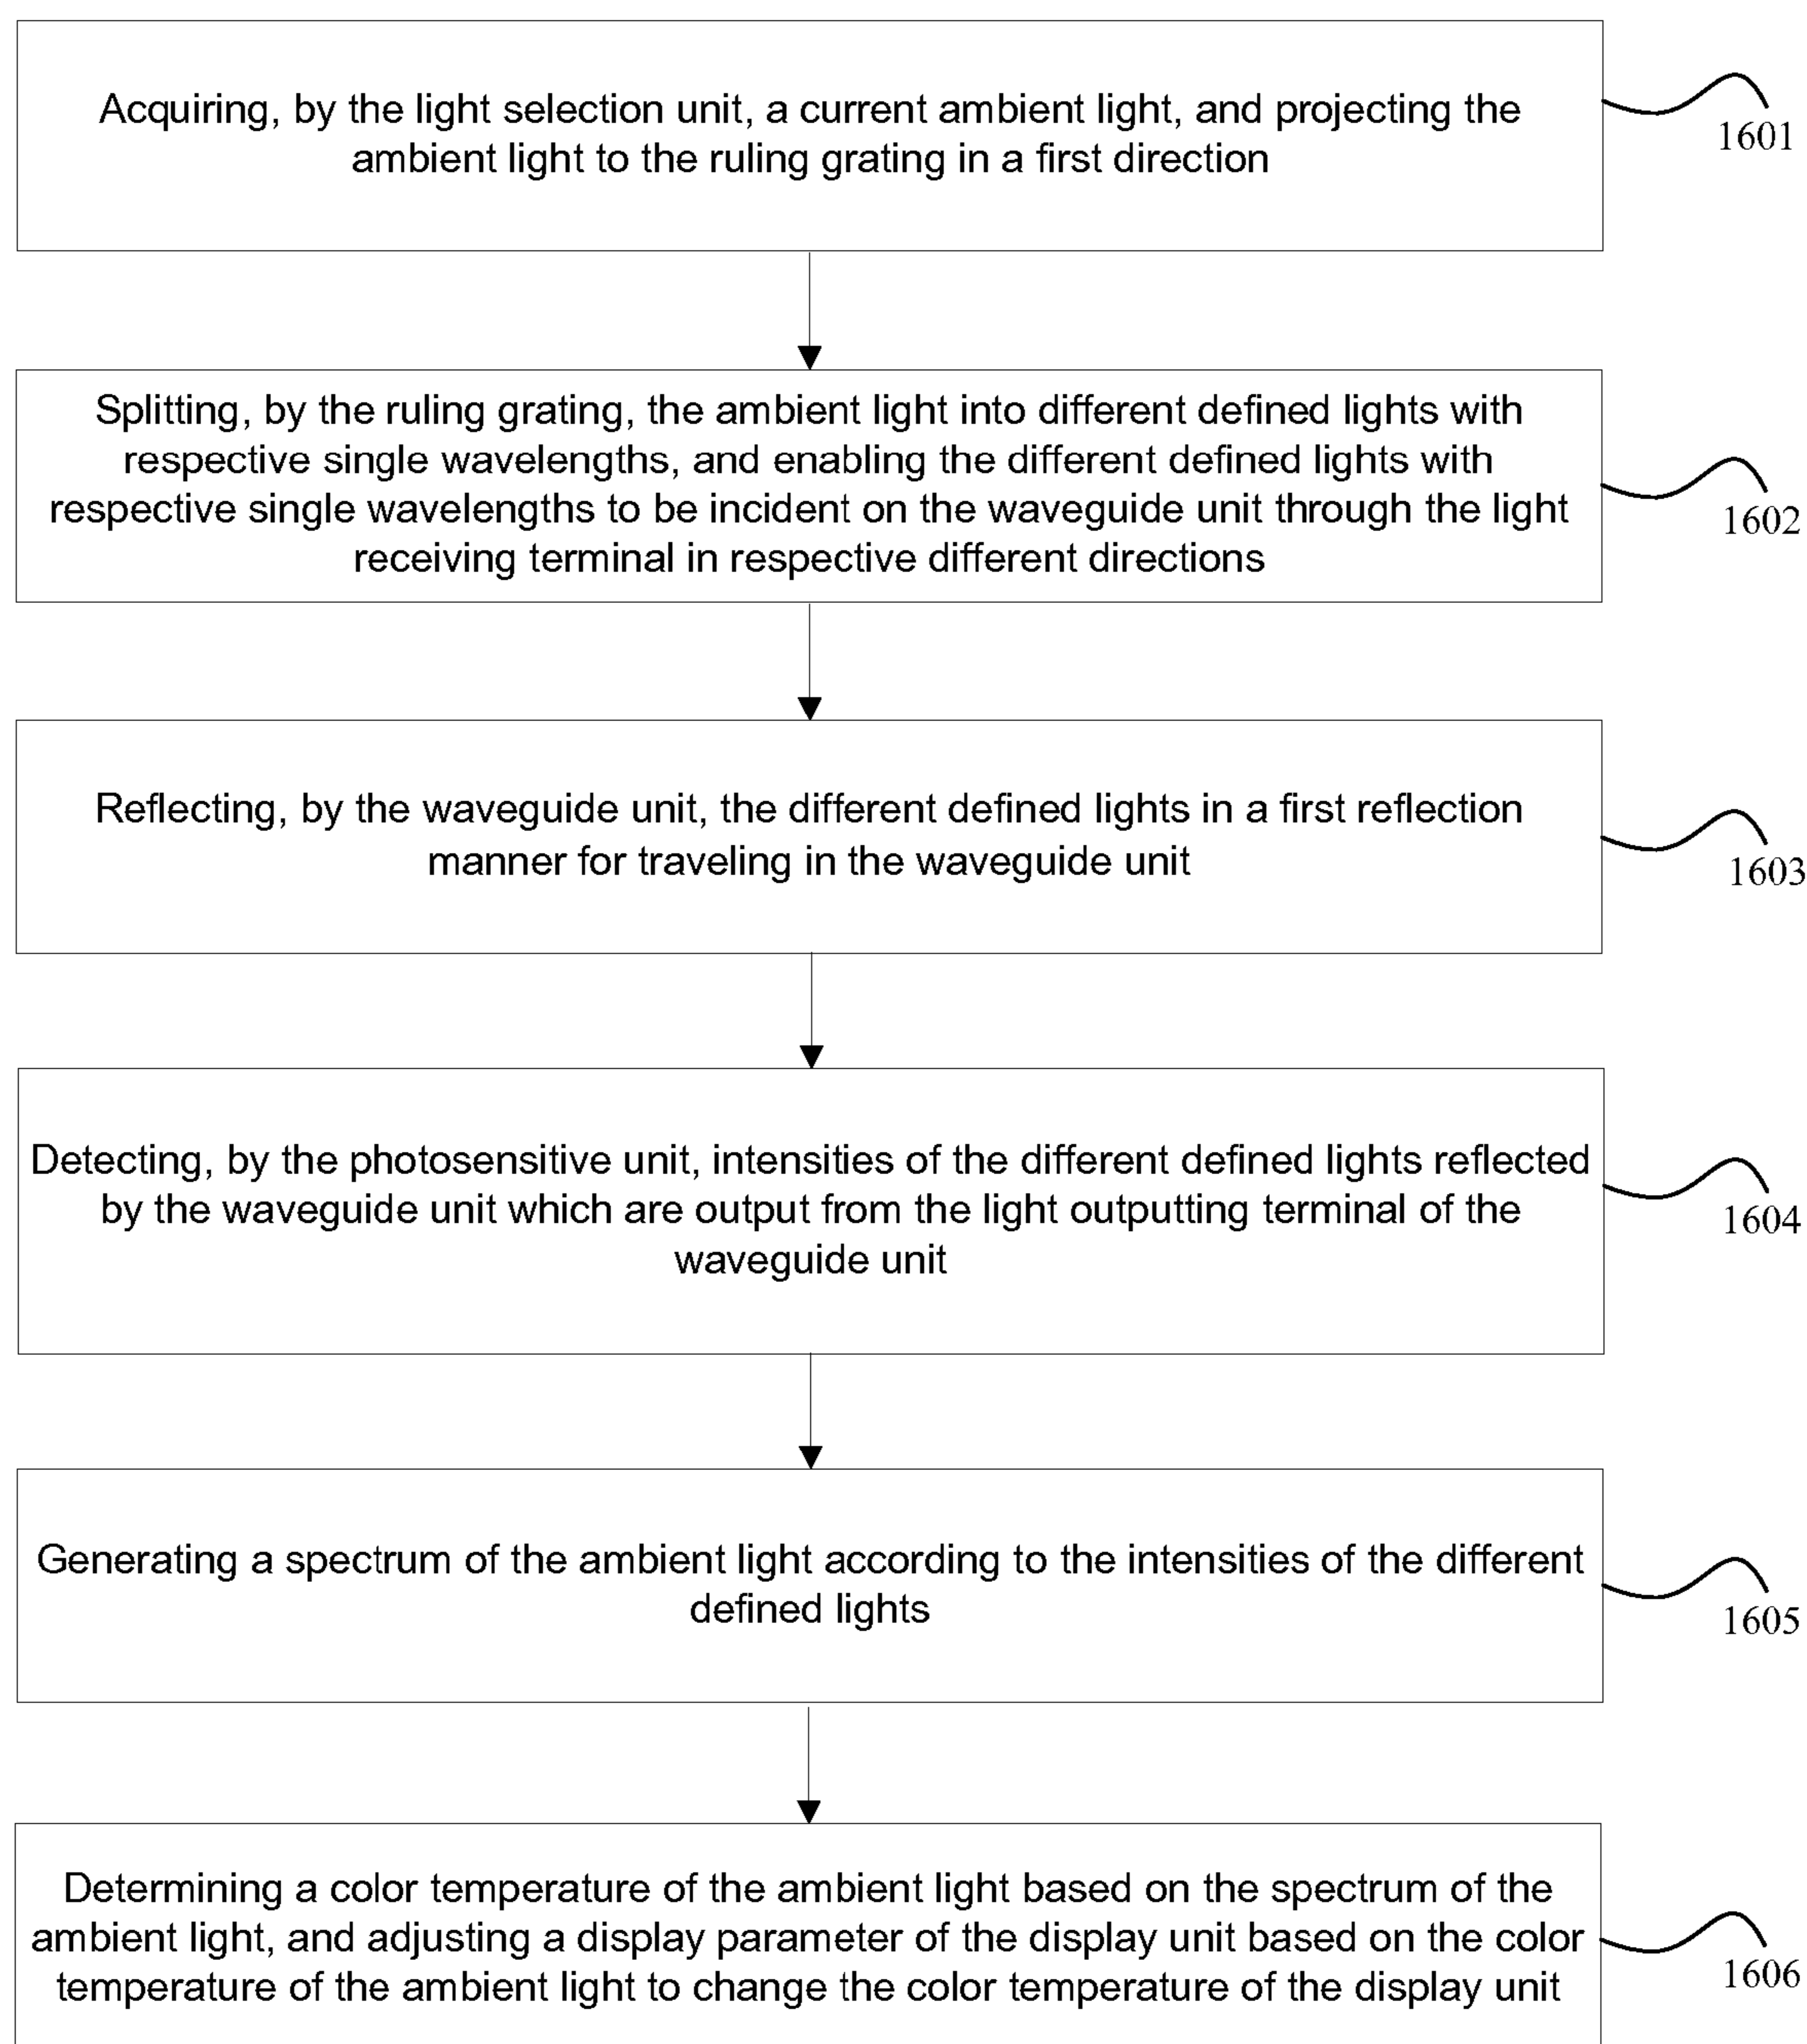 Acquiring, by the light selection unit, a current ambient light, and projecting the
ambient light to the ruling grating in a first direction
1601
Splitting, by the ruling grating, the ambient light into different defined lights with
respective single wavelengths, and enabling the different defined lights with
respective single wavelengths to be incident on the waveguide unit through the light
receiving terminal in respective different directions
1602
Reflecting, by the waveguide unit, the different defined lights in a first reflection
manner for traveling in the waveguide unit
1603
Detecting, by the photosensitive unit, intensities of the different defined lights reflected
by the waveguide unit which are output from the light outputting terminal of the
waveguide unit
1604
Generating a spectrum of the ambient light according to the intensities of the different
defined lights
1605
Determining a color temperature of the ambient light based on the spectrum of the
ambient light, and adjusting a display parameter of the display unit based on the color
temperature of the ambient light to change the color temperature of the display unit
1606